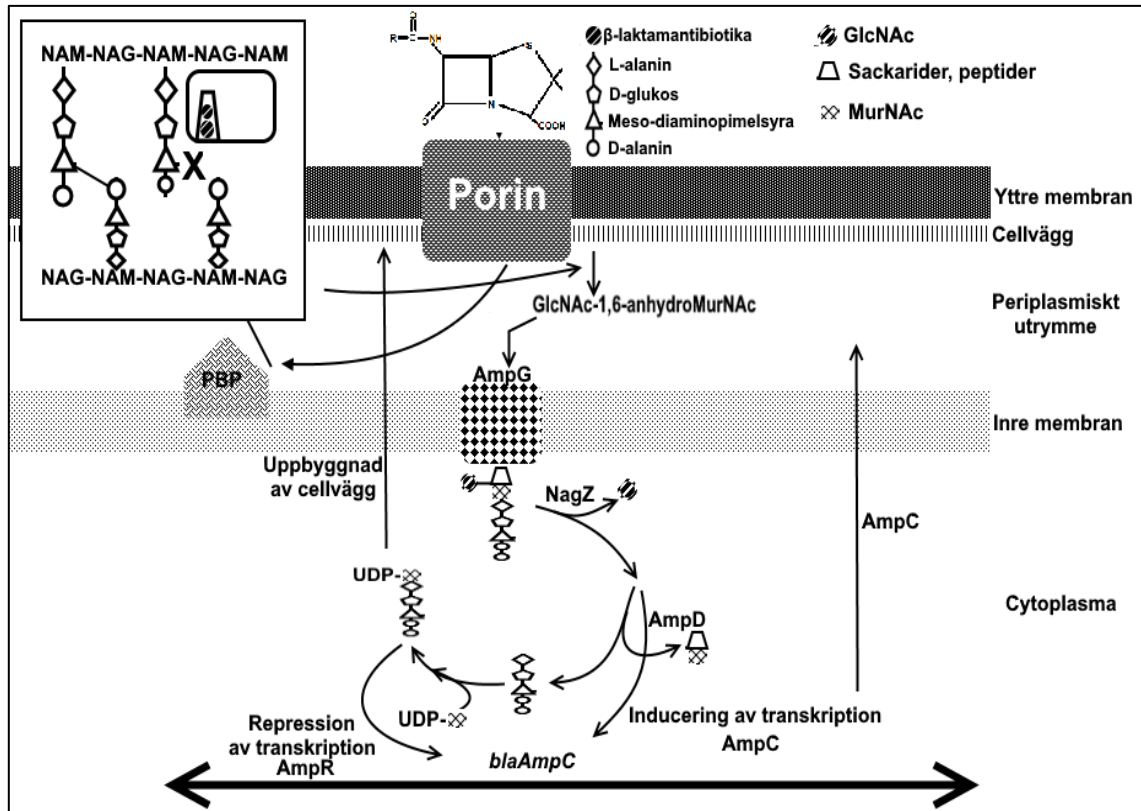 NAM-NAG-NAM-NAG-NAM
X
NAG-NAM-NAG-NAM-NAG
O
R-C-NH
S
N
O
COOH
β-laktamantibiotika
L-alanin
D-glukos
Meso-diaminopimelsyra
D-alanin
GlcNAc
Sackarider, peptider
MurNAc
Porin
Yttre membran
Cellvägg
GlcNAc-1,6-anhydroMurNAc
Periplasmiskt
utrymme
PBP
AmpG
Inre membran
Uppbyggnad
av cellvägg
NagZ
AmpC
UDP-
Cytoplasma
AmpD
UDP-
Inducering av transkription
AmpC
Repression
av transkription
AmpR
blaAmpC